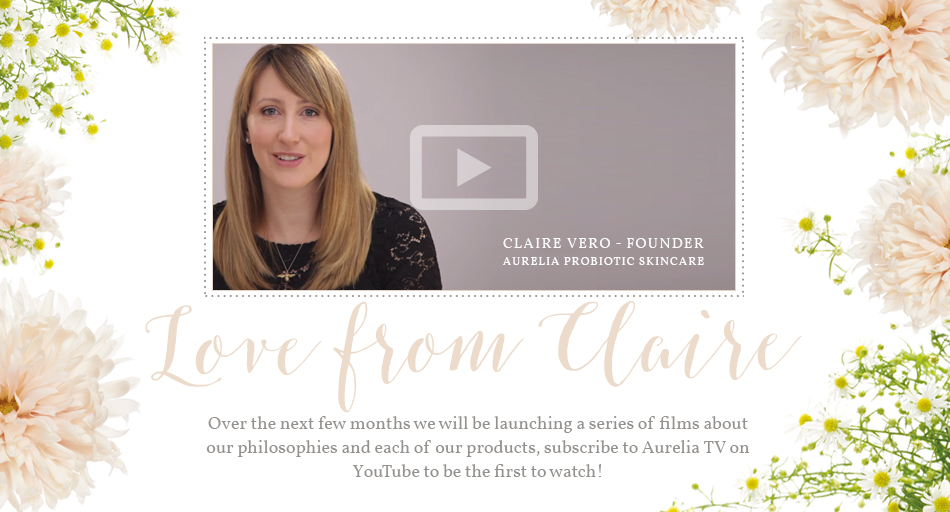 CLAIRE VERO - FOUNDER
AURELIA PROBIOTIC SKINCARE
Love from Claire
Over the next few months we will be launching a series of films about
our philosophies and each of our products, subscribe to Aurelia TV on
YouTube to be the first to watch!